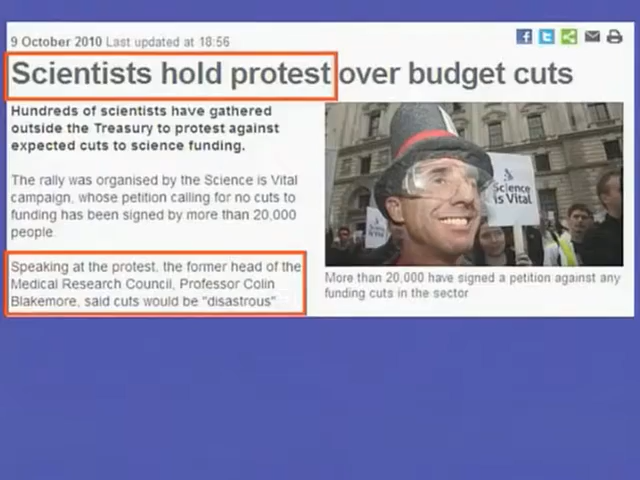 9 October 2010 Last updated at 18:56
Scientists hold protest over budget cuts
Hundreds of scientists have gathered
outside the Treasury to protest against
expected cuts to science funding.
The rally was organised by the Science is Vital
campaign, whose petition calling for no cuts to
funding has been signed by more than 20,000
people.
Speaking at the protest, the former head of the
Medical Research Council, Professor Colin
Blakemore, said cuts would be "disastrous"
Science
is Vital
More than 20,000 have signed a petition against any
funding cuts in the sector